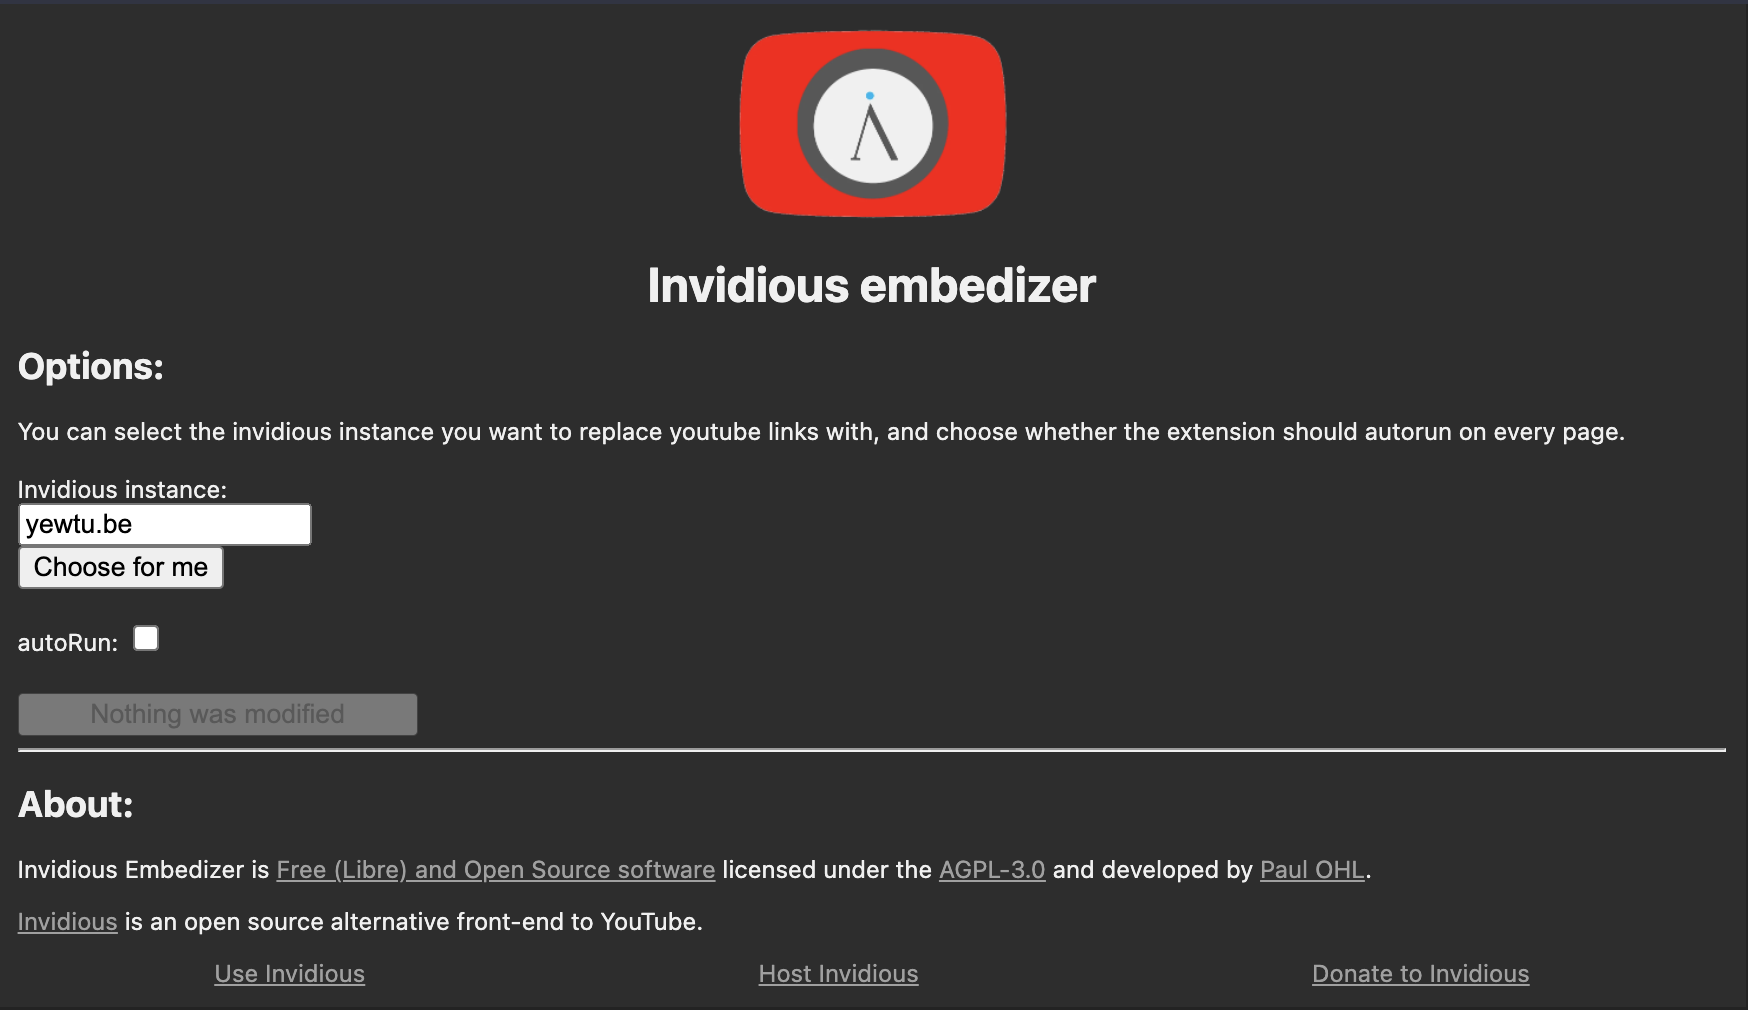 Invidious embedizer
Options:
You can select the invidious instance you want to replace youtube links with, and choose whether the extension should autorun on every page.
Invidious instance:
yewtu.be
Choose for me
autoRun:
Nothing was modified
About:
Invidious Embedizer is Free (Libre) and Open Source software licensed under the AGPL-3.0 and developed by Paul OHL.
Invidious is an open source alternative front-end to YouTube.
Use Invidious Host Invidious Donate to Invidious